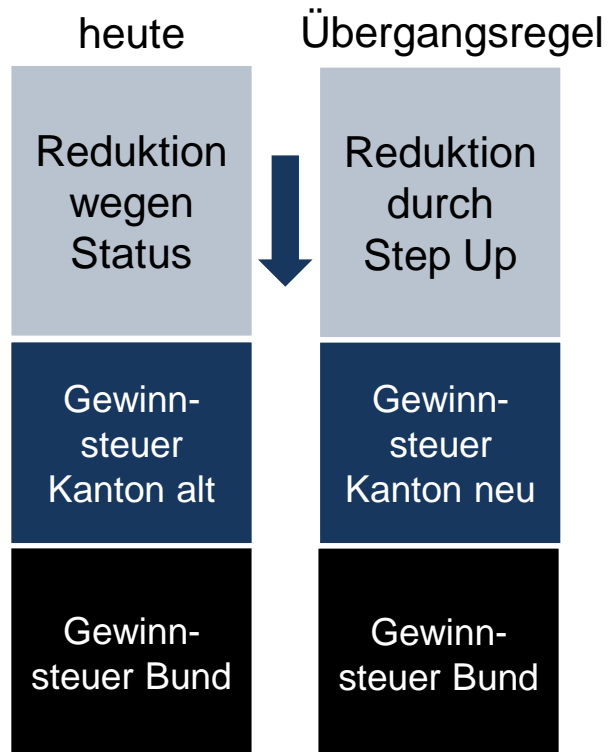 heute
Übergangsregel
Reduktion
wegen
Status
Reduktion
durch
Step Up
Gewinn-
steuer
Kanton alt
Gewinn-
steuer
Kanton neu
Gewinn-
steuer Bund
Gewinn-
steuer Bund